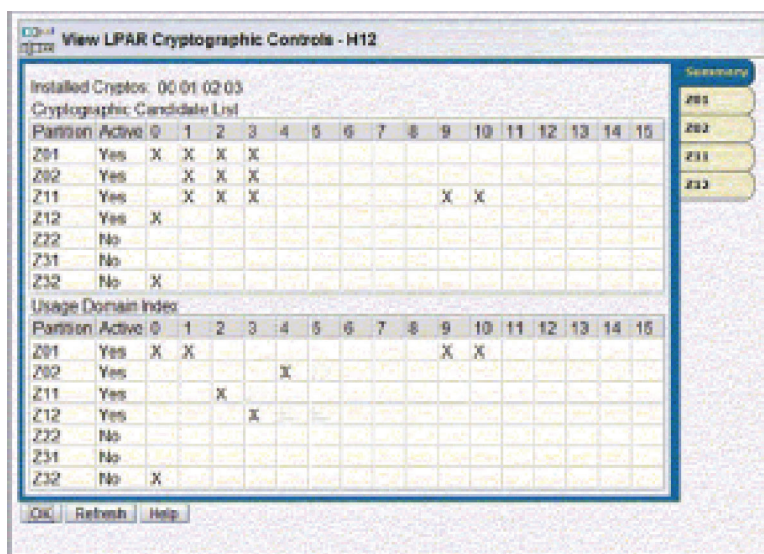 View LPAR Cryptographic Controls - H12
Summary
Z01
Z02
Z11
Z12
Installed Cryptos: 00 01 02 03
Cryptographic Candidate List
Partition Active 0 1 2 3 4 5 6 7 8 9 10 11 12 13 14 15
Z01 Yes X X X X
Z02 Yes X X X
Z11 Yes X X X X X
Z12 Yes X
Z22 No
Z31 No
Z32 No X
Usage Domain Index
Partition Active 0 1 2 3 4 5 6 7 8 9 10 11 12 13 14 15
Z01 Yes X X X X
Z02 Yes X
Z11 Yes X
Z12 Yes X
Z22 No
Z31 No
Z32 No X
OK Refresh Help